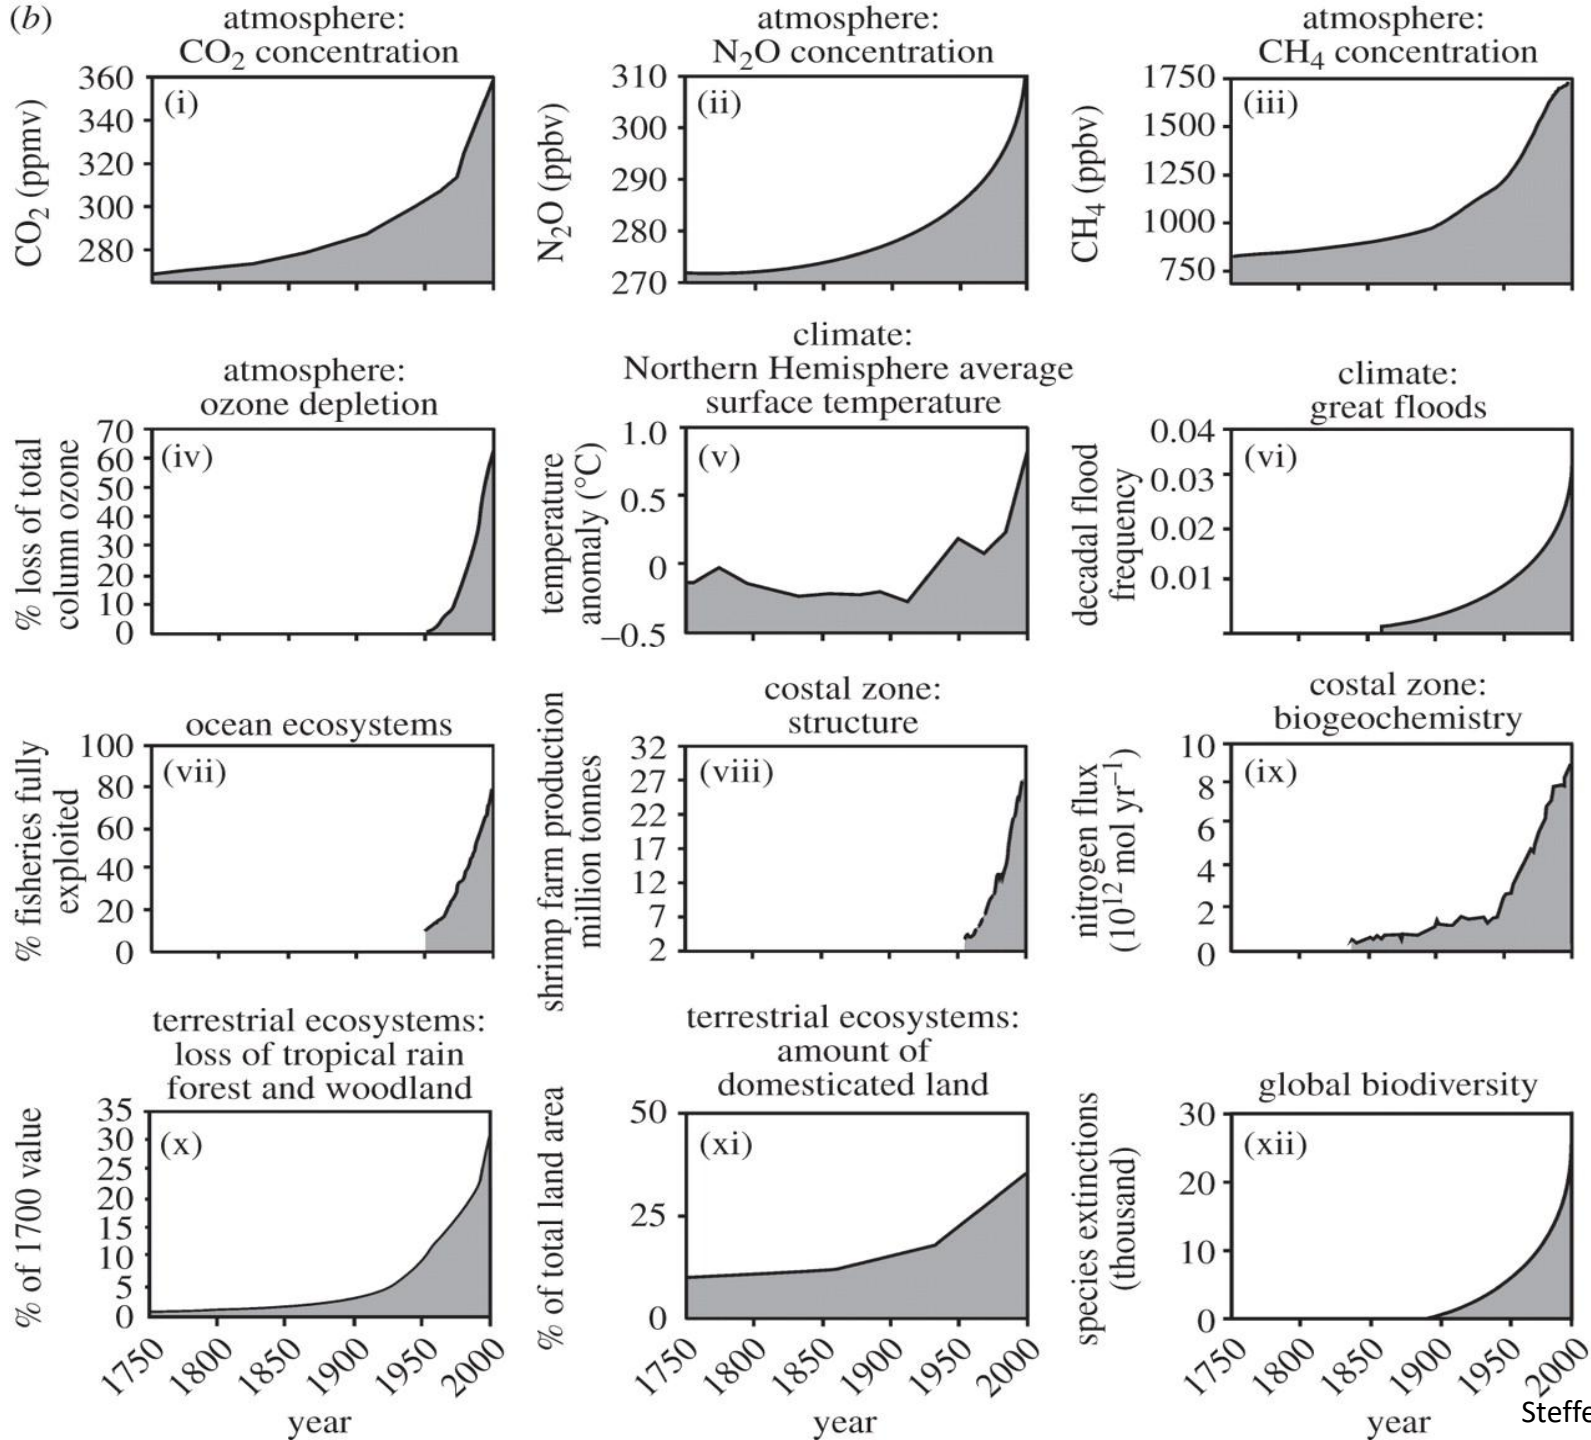 (b)
atmosphere:
CO2 concentration
CO2 (ppmv)
360
340
320
300
280
(i)
atmosphere:
N2O concentration
N2O (ppbv)
310
300
290
280
270
(ii)
atmosphere:
CH4 concentration
CH4 (ppbv)
1750
1500
1250
1000
750
(iii)
atmosphere:
ozone depletion
% loss of total
column ozone
70
60
50
40
30
20
10
0
(iv)
climate:
Northern Hemisphere average
surface temperature
temperature
anomaly (°C)
1.0
0.5
0
–0.5
(v)
climate:
great floods
decadal flood
frequency
0.04
0.03
0.02
0.01
(vi)
ocean ecosystems
% fisheries fully
exploited
100
80
60
40
20
0
(vii)
costal zone:
structure
shrimp farm production
million tonnes
32
27
22
17
12
7
2
(viii)
costal zone:
biogeochemistry
nitrogen flux
(10^12 mol yr^–1)
10
8
6
4
2
0
(ix)
terrestrial ecosystems:
loss of tropical rain
forest and woodland
% of 1700 value
35
30
25
20
15
10
5
0
(x)
1750 1800 1850 1900 1950 2000
year
terrestrial ecosystems:
amount of
domesticated land
% of total land area
50
25
0
(xi)
1750 1800 1850 1900 1950 2000
year
global biodiversity
species extinctions
(thousand)
30
20
10
0
(xii)
1750 1800 1850 1900 1950 2000
year
Steffe